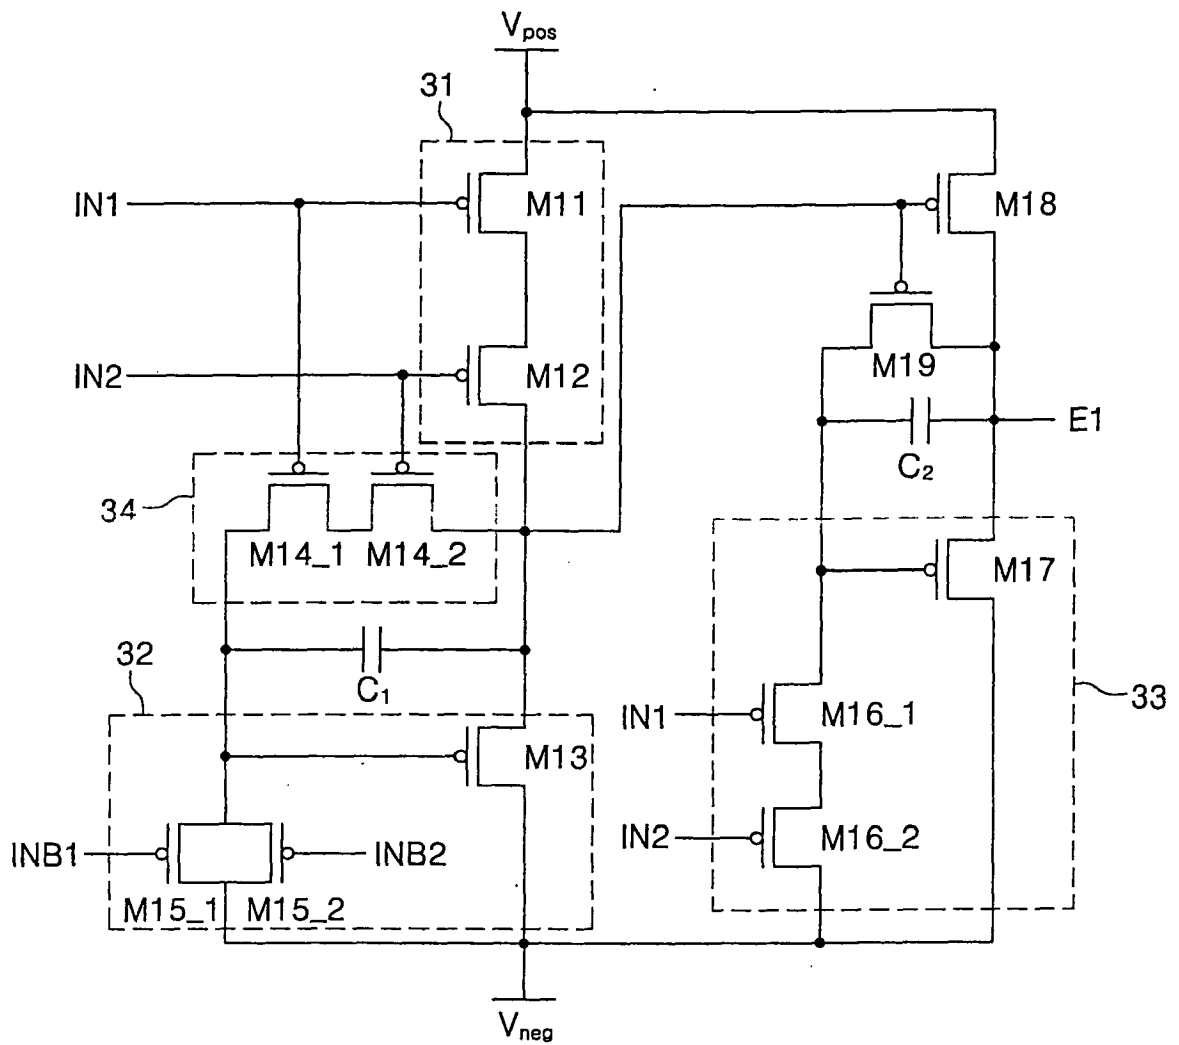 Vpos
31
IN1
M11
M18
IN2
M12
M19
E1
C2
34
M14_1
M14_2
M17
32
C1
33
IN1
M16_1
M13
INB1
INB2
IN2
M16_2
M15_1
M15_2
Vneg